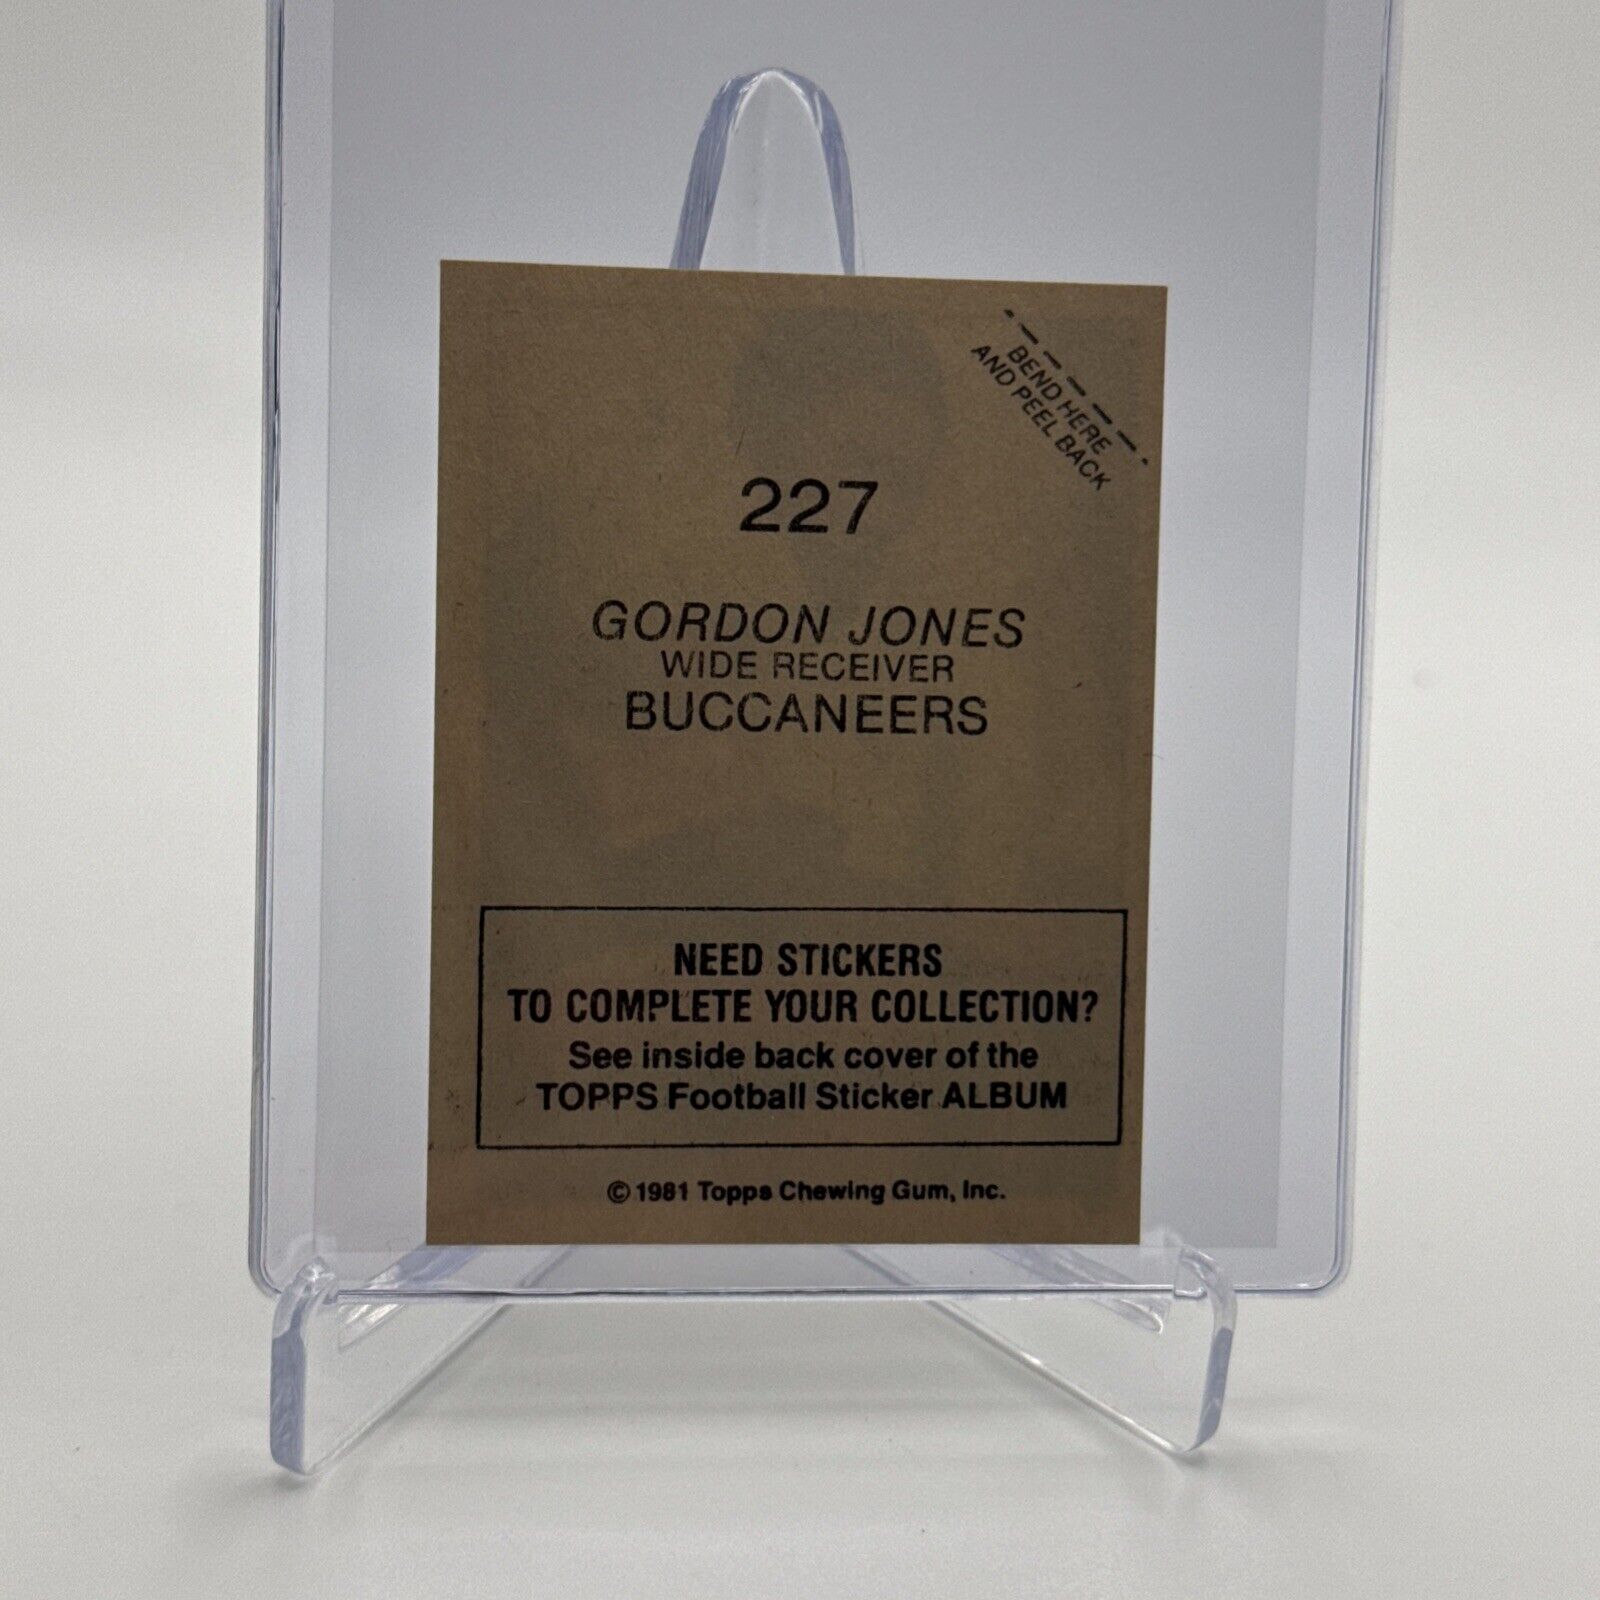 BEND HERE
AND PEEL BACK
227
GORDON JONES
WIDE RECEIVER
BUCCANEERS
NEED STICKERS
TO COMPLETE YOUR COLLECTION?
See inside back cover of the
TOPPS Football Sticker ALBUM
© 1981 Topps Chewing Gum, Inc.